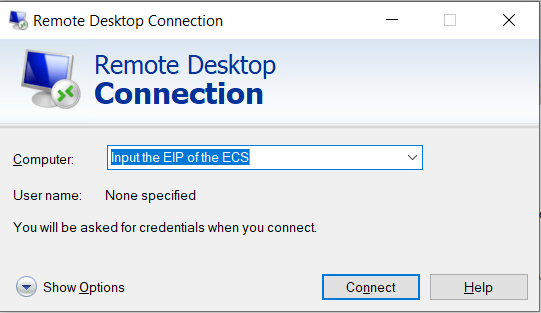 Remote Desktop Connection
Remote Desktop
Connection
Computer: Input the EIP of the ECS
User name: None specified
You will be asked for credentials when you connect.
Show Options Connect Help